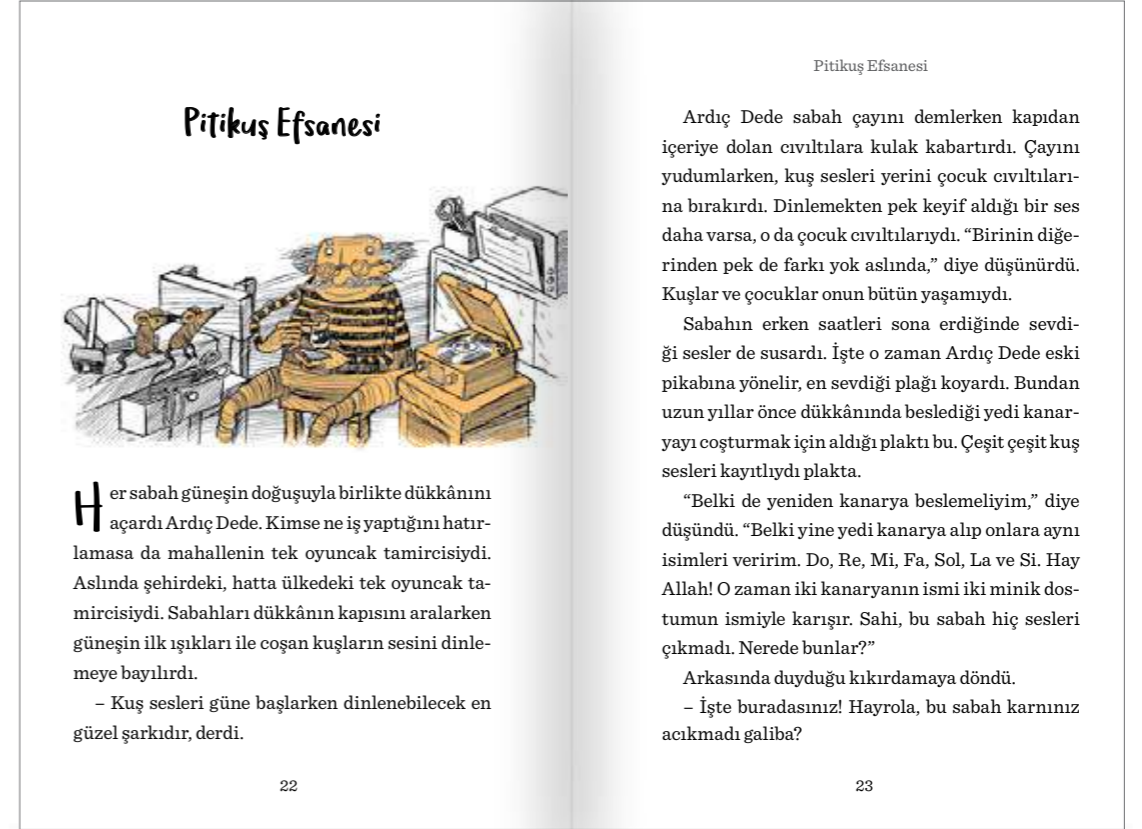 Pitikuş Efsanesi
Her sabah güneşin doğuşuyla birlikte dükkânını
açardı Ardıç Dede. Kimse ne iş yaptığını hatır-
lamasa da mahallenin tek oyuncak tamircisiydi.
Aslında şehirdeki, hatta ülkedeki tek oyuncak ta-
mircisiydi. Sabahları dükkânın kapısını aralarken
güneşin ilk ışıkları ile coşan kuşların sesini dinle-
meye bayılırdı.
– Kuş sesleri güne başlarken dinlenebilecek en
güzel şarkıdır, derdi.
22
Pitikuş Efsanesi
Ardıç Dede sabah çayını demlerken kapıdan
içeriye dolan cıvıltılara kulak kabartırdı. Çayını
yudumlarken, kuş sesleri yerini çocuk cıvıltıları-
na bırakırdı. Dinlemekten pek keyif aldığı bir ses
daha varsa, o da çocuk cıvıltılarıydı. “Birinin diğe-
rinden pek de farkı yok aslında,” diye düşünürdü.
Kuşlar ve çocuklar onun bütün yaşamıydı.
Sabahın erken saatleri sona erdiğinde sevdi-
ği sesler de susardı. İşte o zaman Ardıç Dede eski
pikabına yönelir, en sevdiği plağı koyardı. Bundan
uzun yıllar önce dükkânında beslediği yedi kanar-
yayı coşturmak için aldığı plaktı bu. Çeşit çeşit kuş
sesleri kayıtlıydı plakta.
“Belki de yeniden kanarya beslemeliyim,” diye
düşündü. “Belki yine yedi kanarya alıp onlara aynı
isimleri veririm. Do, Re, Mi, Fa, Sol, La ve Si. Hay
Allah! O zaman iki kanaryanın ismi iki minik dos-
tumun ismiyle karışır. Sahi, bu sabah hiç sesleri
çıkmadı. Nerede bunlar?”
Arkasında duyduğu kıkırdamaya döndü.
– İşte buradasınız! Hayrola, bu sabah karnınız
acıkmadı galiba?
23